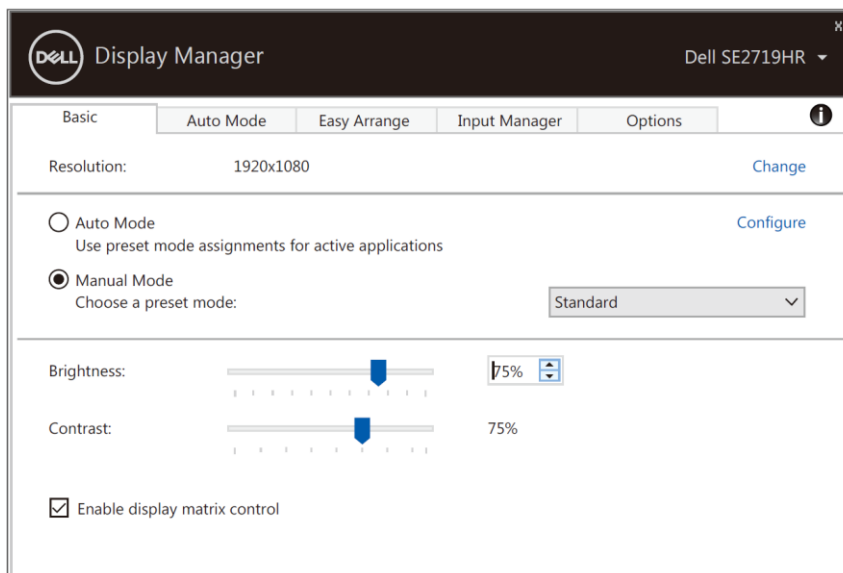 X
DELL
Display Manager
Dell SE2719HR
Basic
Auto Mode
Easy Arrange
Input Manager
Options
i
Resolution:
1920x1080
Change
Auto Mode
Configure
Use preset mode assignments for active applications
Manual Mode
Choose a preset mode:
Standard
Brightness:
75%
Contrast:
75%
Enable display matrix control